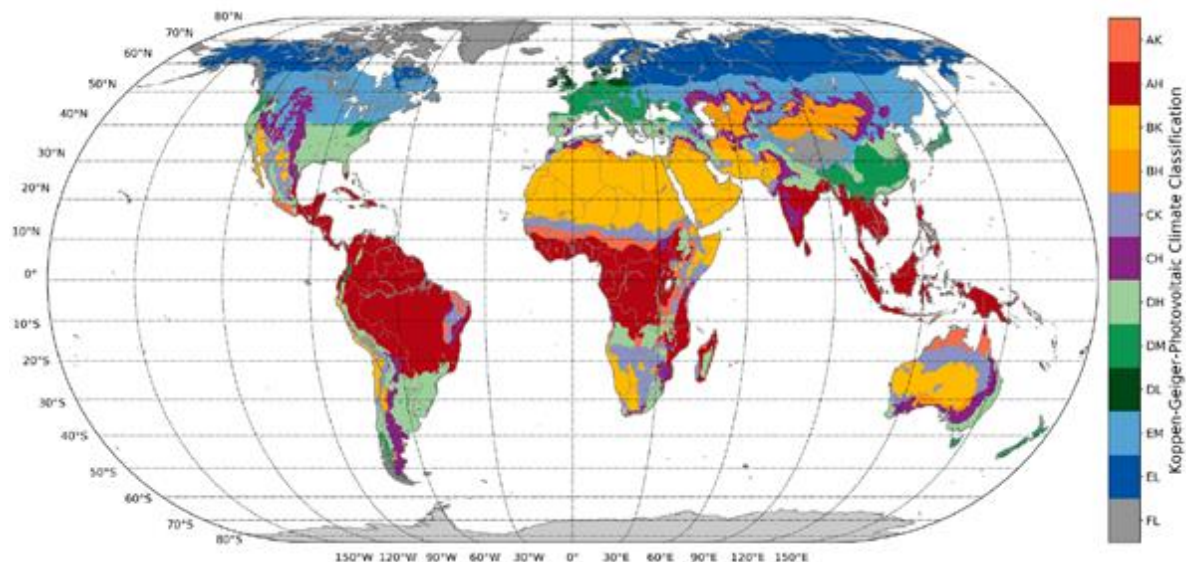 80°N
70°N
60°N
50°N
40°N
30°N
20°N
10°N
0°
10°S
20°S
30°S
40°S
50°S
60°S
70°S
80°S
150°W 120°W 90°W 60°W 30°W 0° 30°E 60°E 90°E 120°E 150°E
AK
AH
BK
BH
CK
CH
DH
DM
DL
EM
EL
FL
Koppen-Geiger-Photovoltaic Climate Classification